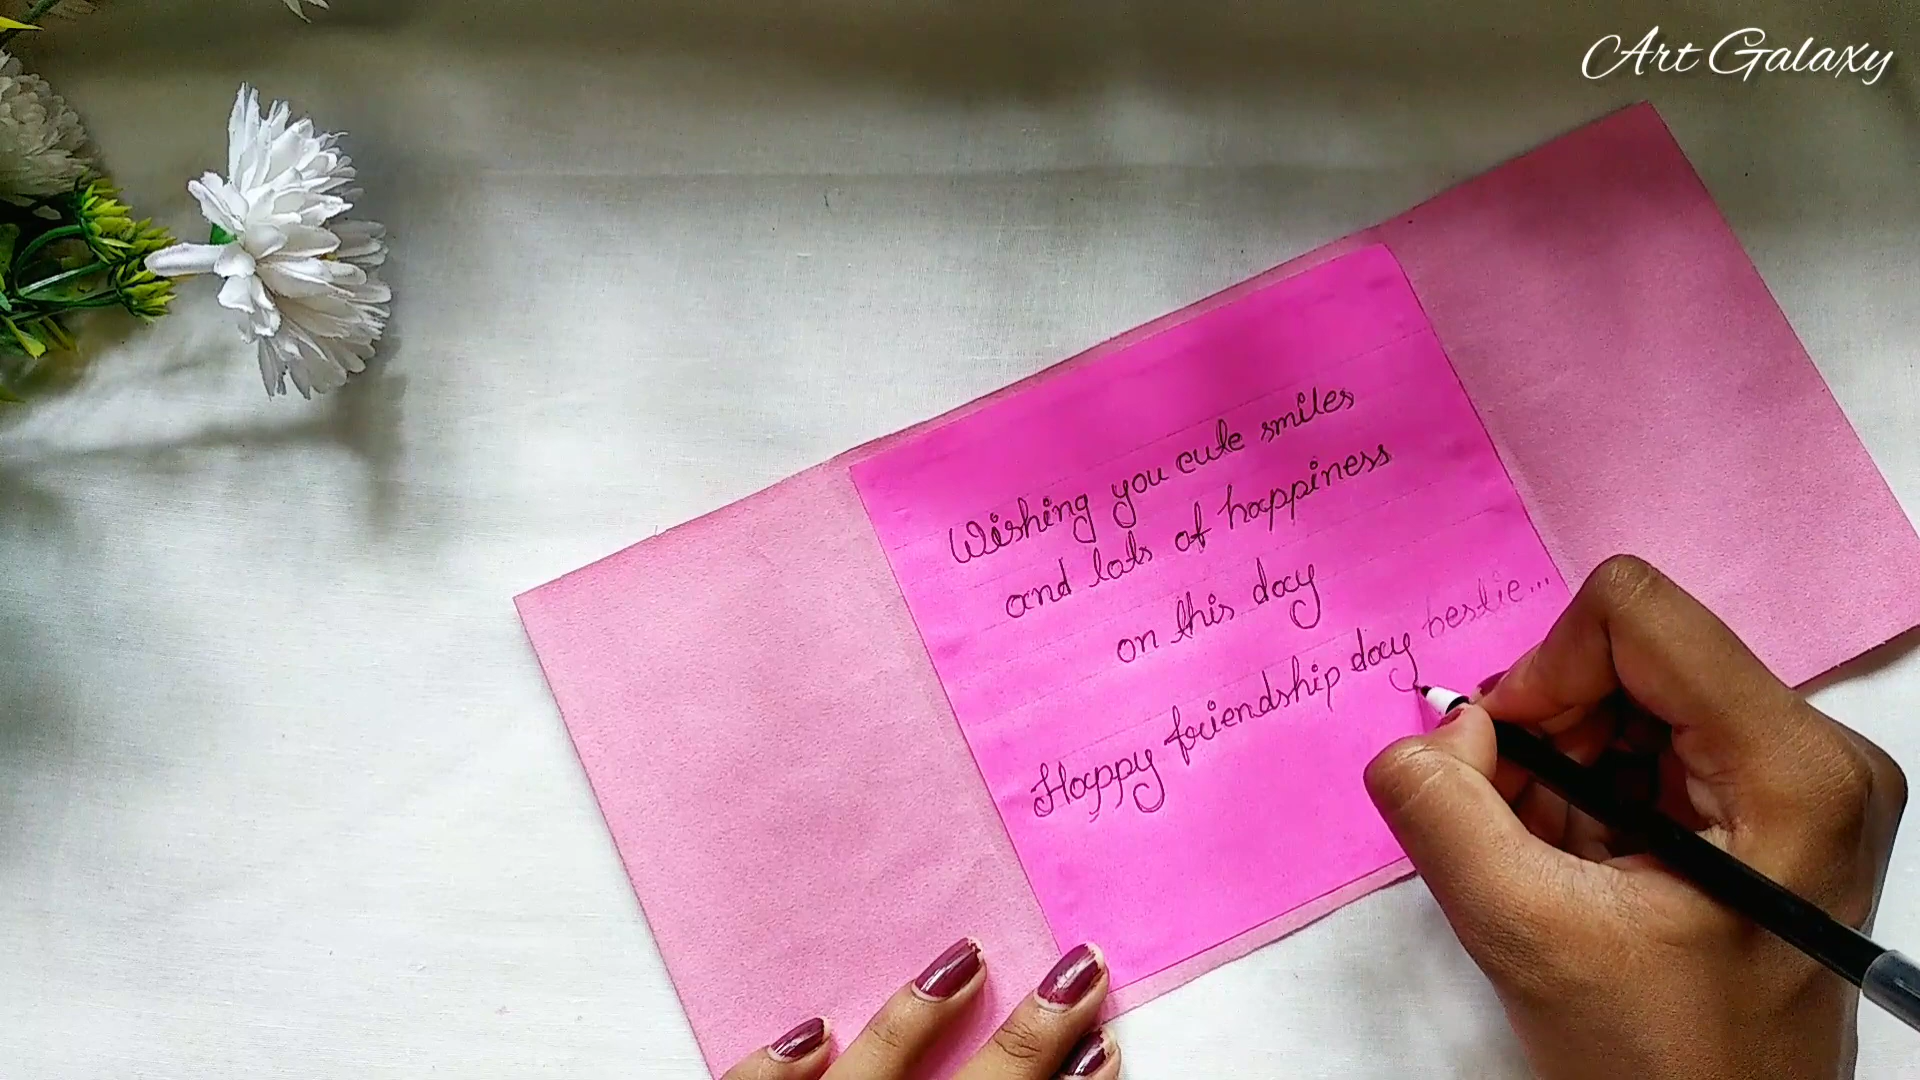 Art Galaxy
Wishing you cute smiles
and lots of happiness
on this day
Happy friendship day bestie...